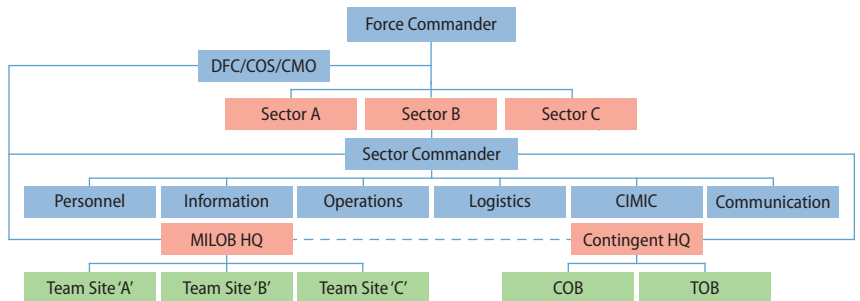 Force Commander
DFC/COS/CMO
Sector A
Sector B
Sector C
Sector Commander
Personnel
Information
Operations
Logistics
CIMIC
Communication
MILOB HQ
Contingent HQ
Team Site ‘A’
Team Site ‘B’
Team Site ‘C’
COB
TOB